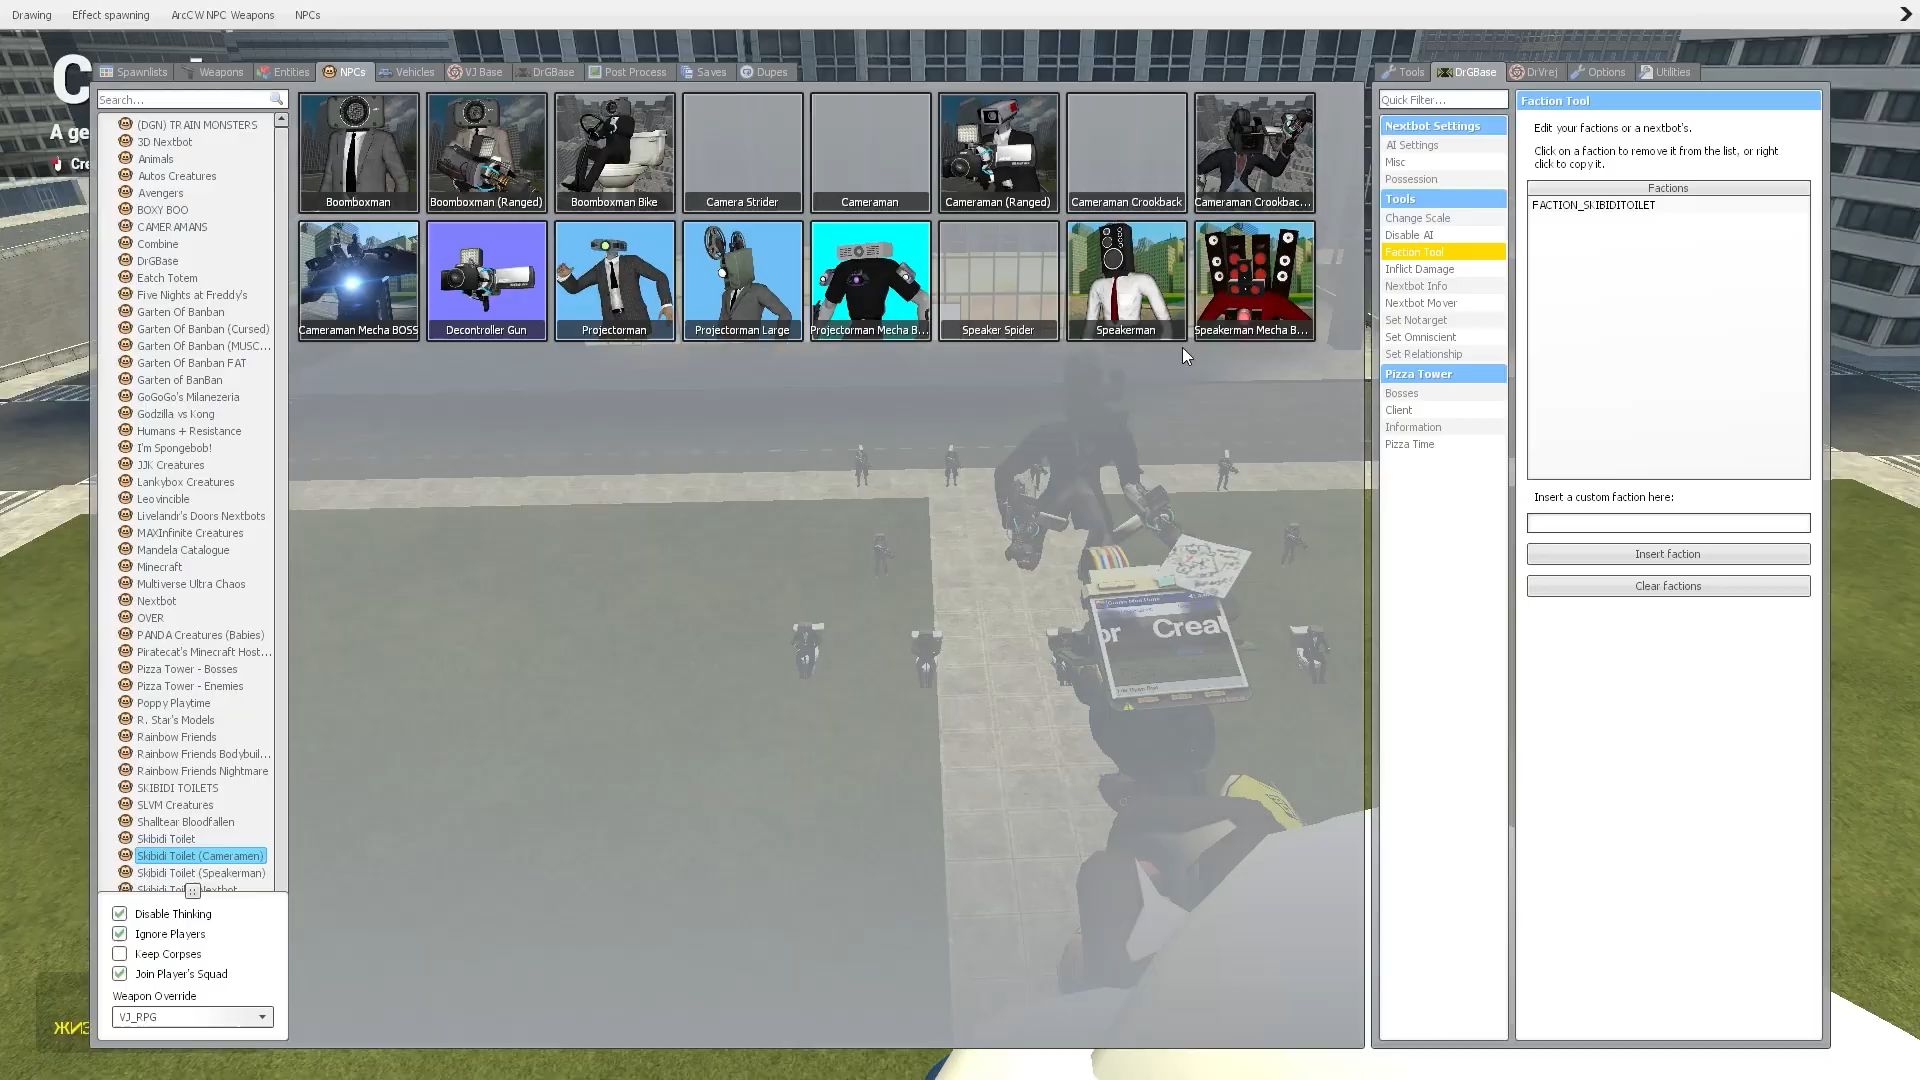 Drawing
Effect spawning
ArcCW NPC Weapons
NPCs
C
A ge
Cre
Spawnlists
Weapons
Entities
NPCs
Vehicles
VJ Base
DrGBase
Post Process
Saves
Dupes
Search...
(DGN) TRAIN MONSTERS
3D Nextbot
Animals
Autos Creatures
Avengers
BOXY BOO
CAMERAMANS
Combine
DrGBase
Eatch Totem
Five Nights at Freddy's
Garten Of Banban
Garten Of Banban (Cursed)
Garten Of Banban (MUSC...
Garten Of Banban FAT
Garten of BanBan
GoGoGo's Milanezeria
Godzilla vs Kong
Humans + Resistance
I'm Spongebob!
JJK Creatures
Lankybox Creatures
Leovincible
Livelandr's Doors Nextbots
MAXInfinite Creatures
Mandela Catalogue
Minecraft
Multiverse Ultra Chaos
Nextbot
OVER
PANDA Creatures (Babies)
Piratecat's Minecraft Host...
Pizza Tower - Bosses
Pizza Tower - Enemies
Poppy Playtime
R. Star's Models
Rainbow Friends
Rainbow Friends Bodybuil...
Rainbow Friends Nightmare
SKIBIDI TOILETS
SLVM Creatures
Shalltear Bloodfallen
Skibidi Toilet
Skibidi Toilet (Cameramen)
Skibidi Toilet (Speakerman)
Disable Thinking
Ignore Players
Keep Corpses
Join Player's Squad
Weapon Override
VJ_RPG
ЖИЗ
Boomboxman
Boomboxman (Ranged)
Boomboxman Bike
Camera Strider
Cameraman
Cameraman (Ranged)
Cameraman Crookback
Cameraman Crookbac...
Cameraman Mecha BOSS
Decontroller Gun
Projectorman
Projectorman Large
Projectorman Mecha B...
Speaker Spider
Speakerman
Speakerman Mecha B...
or Creat
Tools
DrGBase
DrVrej
Options
Utilities
Quick Filter...
Nextbot Settings
AI Settings
Misc
Possession
Tools
Change Scale
Disable AI
Faction Tool
Inflict Damage
Nextbot Info
Nextbot Mover
Set Notarget
Set Omniscient
Set Relationship
Pizza Tower
Bosses
Client
Information
Pizza Time
Faction Tool
Edit your factions or a nextbot's.
Click on a faction to remove it from the list, or right
click to copy it.
Factions
FACTION_SKIBIDITOILET
Insert a custom faction here:
Insert faction
Clear factions